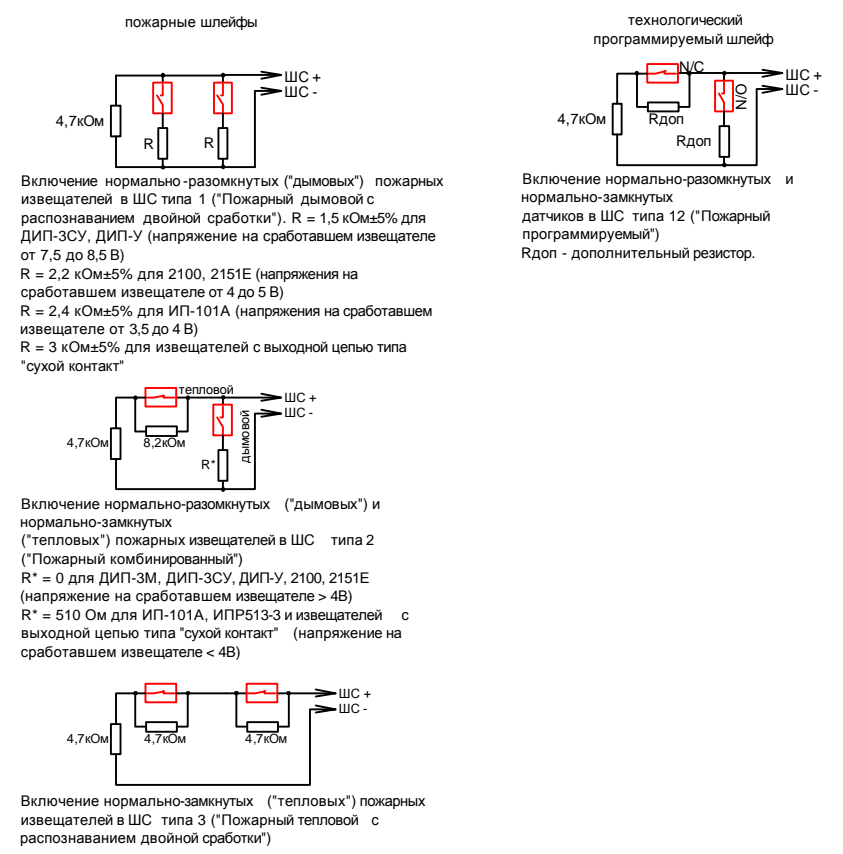 пожарные шлейфы
ШС +
ШС -
4,7кОм
R
R
Включение нормально-разомкнутых ("дымовых") пожарных
извещателей в ШС типа 1 ("Пожарный дымовой с
распознаванием двойной сработки"). R = 1,5 кОм±5% для
ДИП-3СУ, ДИП-У (напряжение на сработавшем извещателе
от 7,5 до 8,5 В)
R = 2,2 кОм±5% для 2100, 2151E (напряжения на
сработавшем извещателе от 4 до 5 В)
R = 2,4 кОм±5% для ИП-101А (напряжения на сработавшем
извещателе от 3,5 до 4 В)
R = 3 кОм±5% для извещателей с выходной цепью типа
"сухой контакт"
тепловой
ШС +
ШС -
4,7кОм
8,2кОм
R*
дымовой
Включение нормально-разомкнутых ("дымовых") и
нормально-замкнутых
("тепловых") пожарных извещателей в ШС типа 2
("Пожарный комбинированный")
R* = 0 для ДИП-3М, ДИП-3СУ, ДИП-У, 2100, 2151E
(напряжение на сработавшем извещателе > 4В)
R* = 510 Ом для ИП-101А, ИПР513-3 и извещателей с
выходной цепью типа "сухой контакт" (напряжение на
сработавшем извещателе < 4В)
ШС +
ШС -
4,7кОм
4,7кОм
4,7кОм
Включение нормально-замкнутых ("тепловых") пожарных
извещателей в ШС типа 3 ("Пожарный тепловой с
распознаванием двойной сработки")
технологический
программируемый шлейф
N/C
ШС +
ШС -
N/O
4,7кОм
Rдоп
Rдоп
Включение нормально-разомкнутых и
нормально-замкнутых
датчиков в ШС типа 12 ("Пожарный
программируемый")
Rдоп - дополнительный резистор.